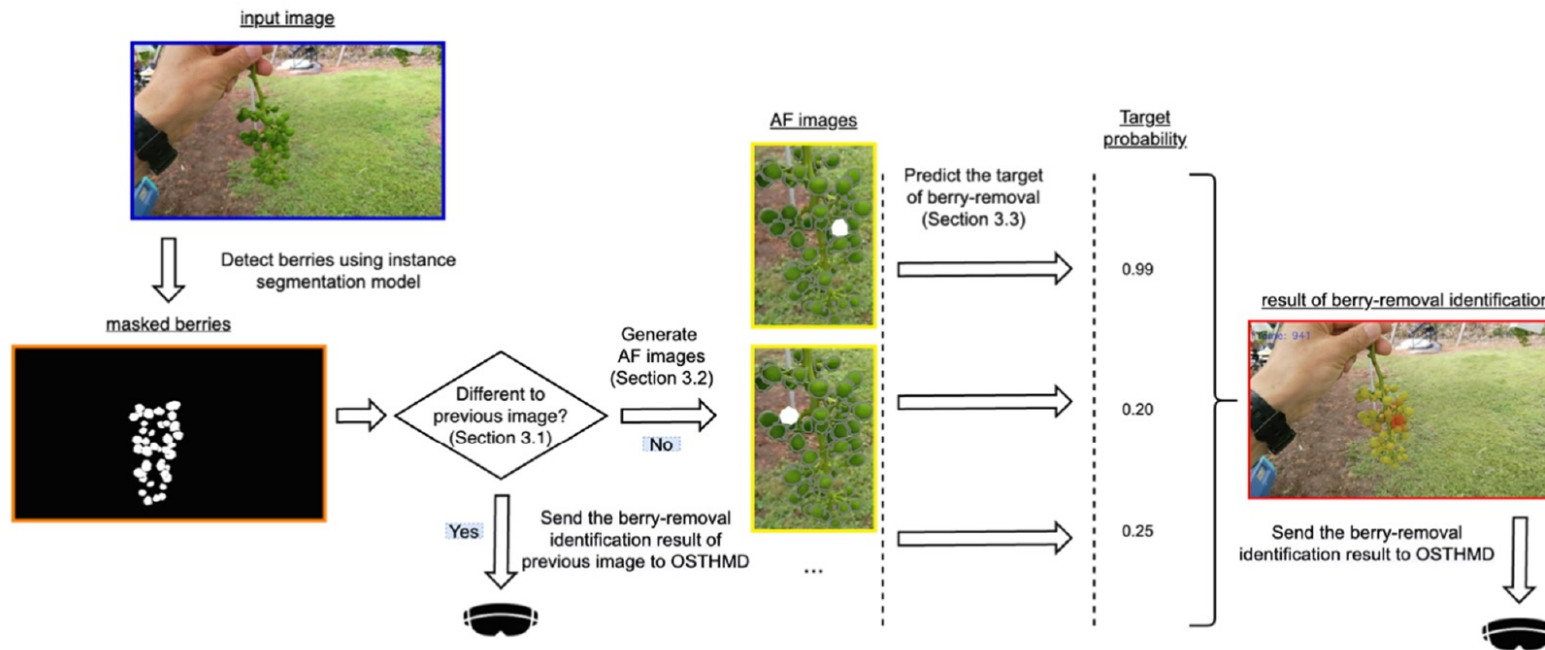 input image
Detect berries using instance
segmentation model
masked berries
Different to
previous image?
(Section 3.1)
Generate
AF images
(Section 3.2)
No
Yes
Send the berry-removal
identification result of
previous image to OSTHMD
AF images
...
Predict the target
of berry-removal
(Section 3.3)
Target
probability
0.99
0.20
0.25
result of berry-removal identification
941
Send the berry-removal
identification result to OSTHMD